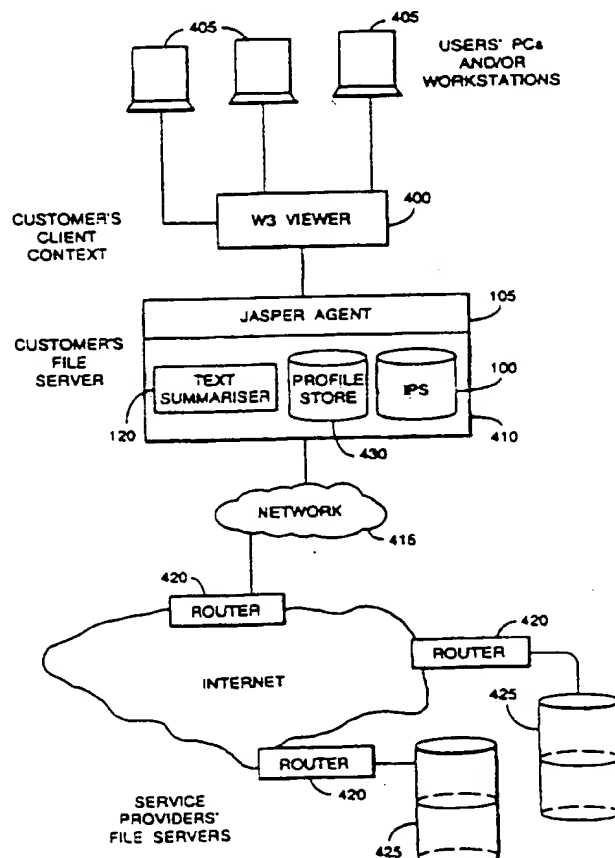 405
405
USERS' PCs
AND/OR
WORKSTATIONS
W3 VIEWER
400
CUSTOMER'S
CLIENT
CONTEXT
105
JASPER AGENT
CUSTOMER'S
FILE
SERVER
TEXT
SUMMARISER
PROFILE
STORE
IPS
100
120
430
410
NETWORK
415
420
ROUTER
420
ROUTER
INTERNET
425
ROUTER
420
SERVICE
PROVIDERS'
FILE SERVERS
425